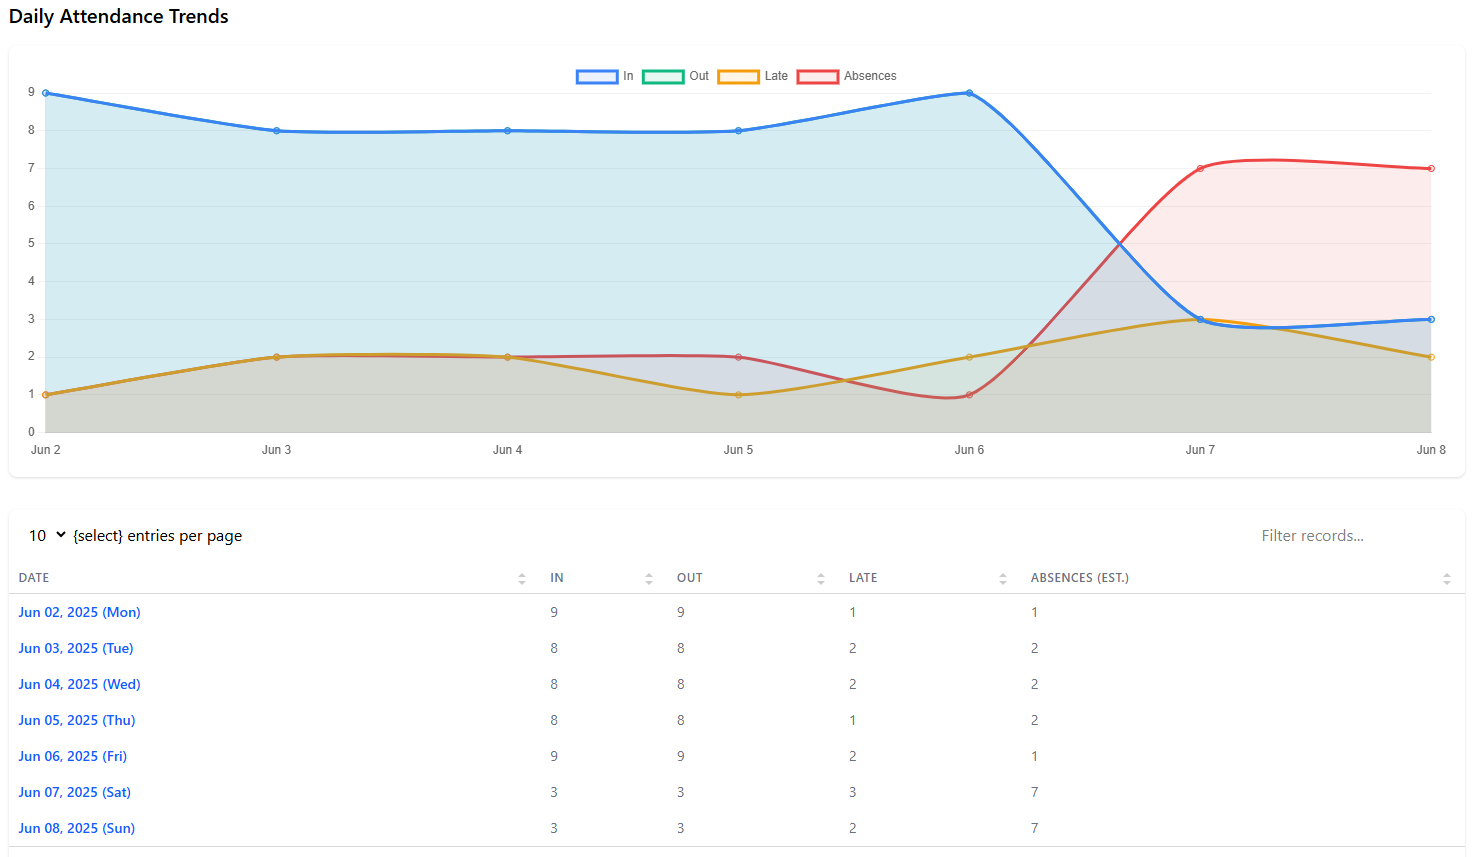 Daily Attendance Trends
In Out Late Absences
9
8
7
6
5
4
3
2
1
0
Jun 2 Jun 3 Jun 4 Jun 5 Jun 6 Jun 7 Jun 8
10 {select} entries per page Filter records...
DATE IN OUT LATE ABSENCES (EST.)
Jun 02, 2025 (Mon) 9 9 1 1
Jun 03, 2025 (Tue) 8 8 2 2
Jun 04, 2025 (Wed) 8 8 2 2
Jun 05, 2025 (Thu) 8 8 1 2
Jun 06, 2025 (Fri) 9 9 2 1
Jun 07, 2025 (Sat) 3 3 3 7
Jun 08, 2025 (Sun) 3 3 2 7